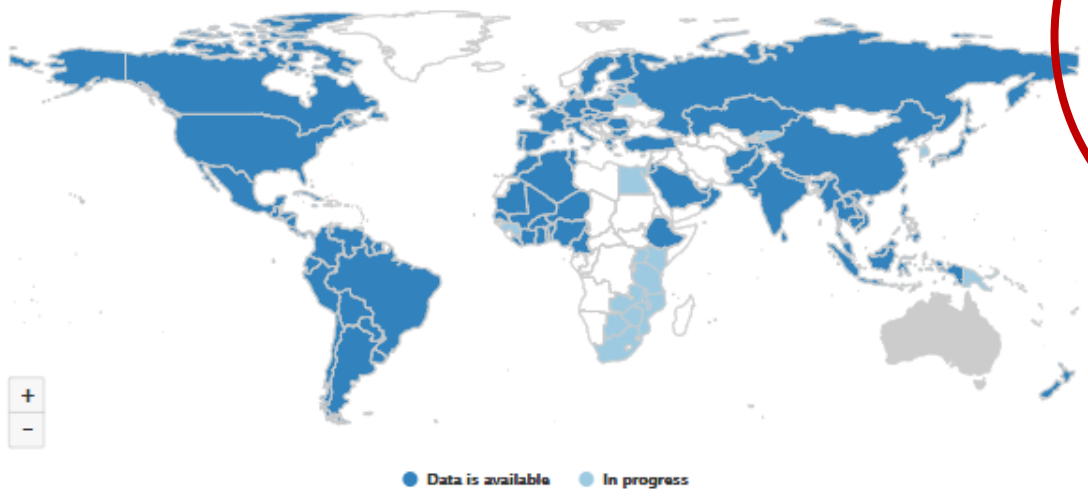 +
−
Data is available
In progress